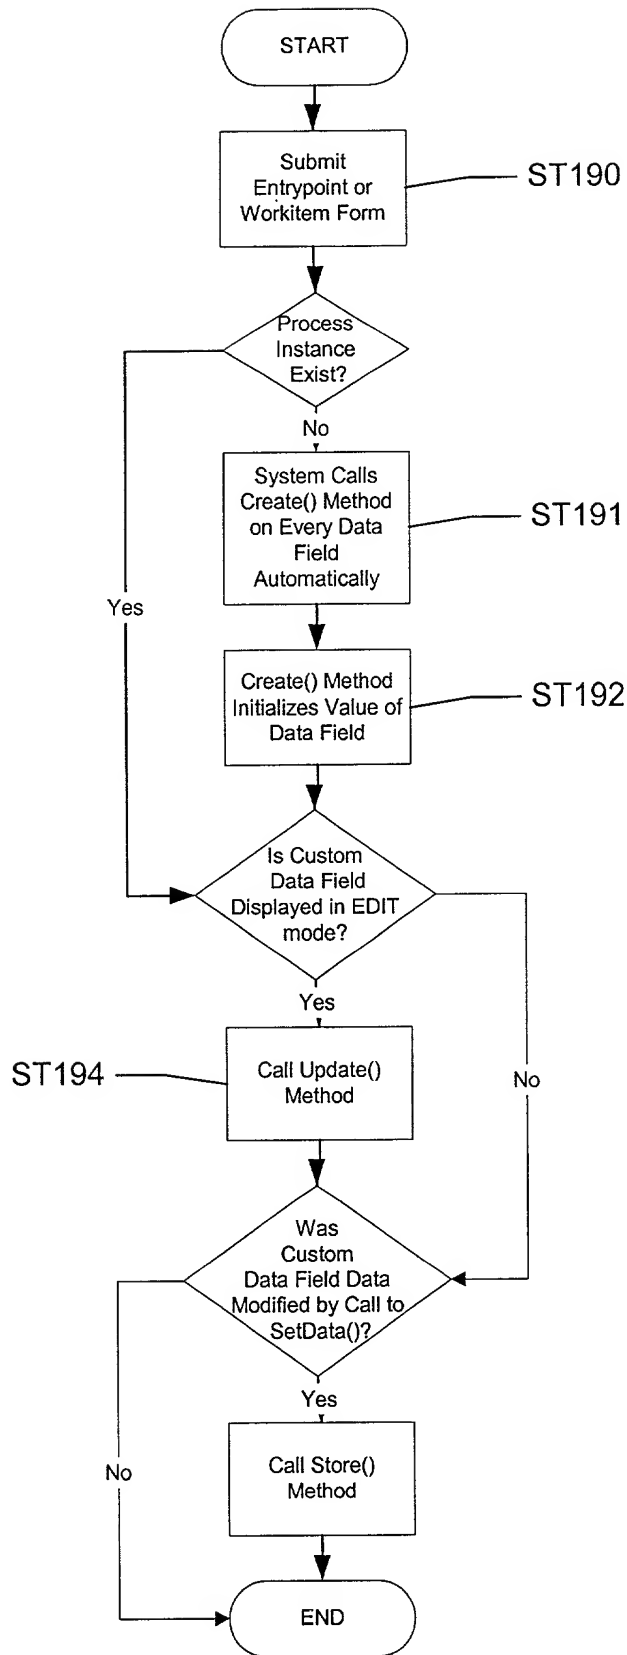 START
Submit
Entrypoint or
Workitem Form
ST190
Process
Instance
Exist?
No
System Calls
Create() Method
on Every Data
Field
Automatically
ST191
Yes
Create() Method
Initializes Value of
Data Field
ST192
Is Custom
Data Field
Displayed in EDIT
mode?
Yes
ST194
Call Update()
Method
No
Was
Custom
Data Field Data
Modified by Call to
SetData()?
Yes
Call Store()
Method
No
END